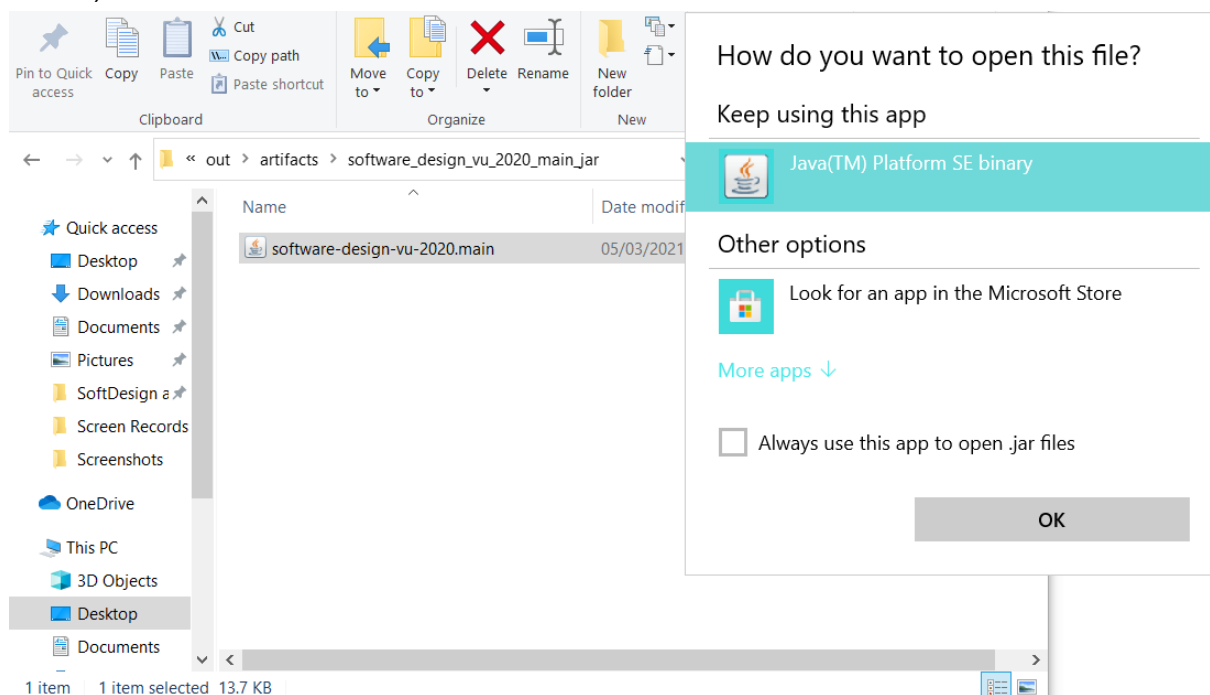 Cut
Copy path
Paste shortcut
Pin to Quick access
Copy
Paste
Move to
Copy to
Delete
Rename
New folder
Clipboard
Organize
New
« out > artifacts > software_design_vu_2020_main_jar
Name
Date modif
Quick access
software-design-vu-2020.main
05/03/2021
Desktop
Downloads
Documents
Pictures
SoftDesign a
Screen Records
Screenshots
OneDrive
This PC
3D Objects
Desktop
Documents
1 item
1 item selected 13.7 KB
How do you want to open this file?
Keep using this app
Java(TM) Platform SE binary
Other options
Look for an app in the Microsoft Store
More apps
Always use this app to open .jar files
OK